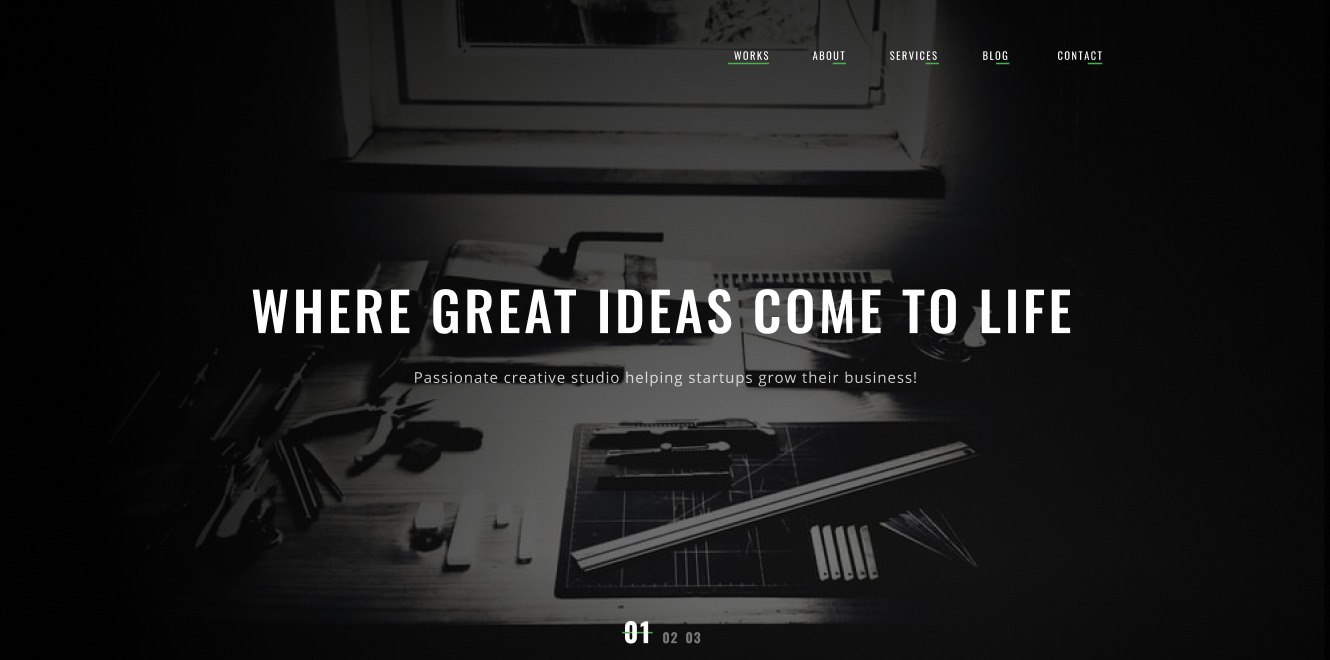 WORKS ABOUT SERVICES BLOG CONTACT
WHERE GREAT IDEAS COME TO LIFE
Passionate creative studio helping startups grow their business!
01 02 03